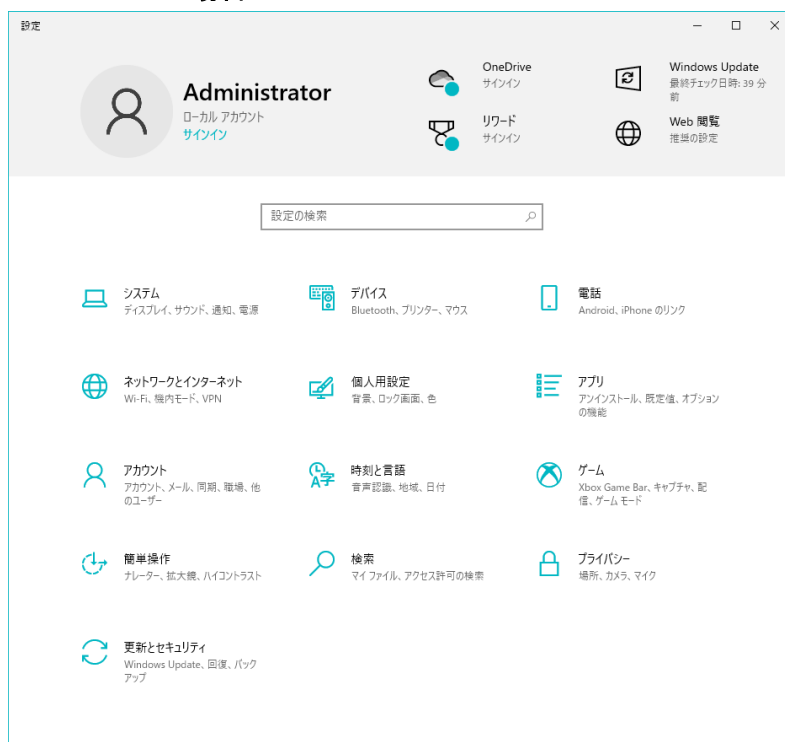 設定
Administrator
ローカル アカウント
サインイン
OneDrive
サインイン
リワード
サインイン
Windows Update
最終チェック日時: 39 分
前
Web 閲覧
推奨の設定
設定の検索
システム
ディスプレイ、サウンド、通知、電源
デバイス
Bluetooth、プリンター、マウス
電話
Android、iPhone のリンク
ネットワークとインターネット
Wi-Fi、機内モード、VPN
個人用設定
背景、ロック画面、色
アプリ
アンインストール、既定値、オプション
の機能
アカウント
アカウント、メール、同期、職場、他
のユーザー
時刻と言語
音声認識、地域、日付
ゲーム
Xbox Game Bar、キャプチャ、配
信、ゲーム モード
簡単操作
ナレーター、拡大鏡、ハイコントラスト
検索
マイ ファイル、アクセス許可の検索
プライバシー
場所、カメラ、マイク
更新とセキュリティ
Windows Update、回復、バック
アップ